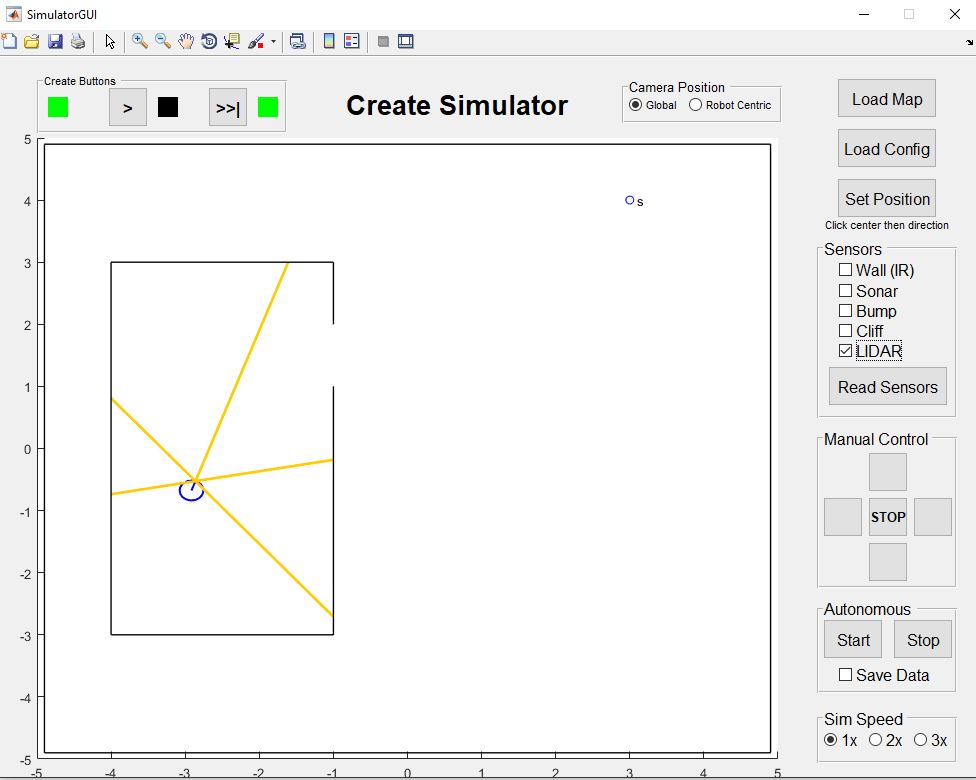 SimulatorGUI
Create Buttons
> >>|
Create Simulator
Camera Position
Global Robot Centric
Load Map
Load Config
Set Position
Click center then direction
Sensors
Wall (IR)
Sonar
Bump
Cliff
LIDAR
Read Sensors
Manual Control
STOP
Autonomous
Start Stop
Save Data
Sim Speed
1x 2x 3x
s
5
4
3
2
1
0
-1
-2
-3
-4
-5
-5 -4 -3 -2 -1 0 1 2 3 4 5